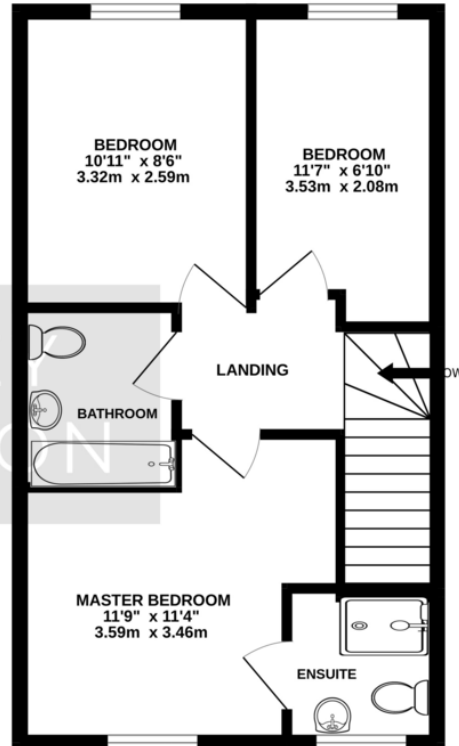 BEDROOM
10'11" x 8'6"
3.32m x 2.59m
BEDROOM
11'7" x 6'10"
3.53m x 2.08m
LANDING
BATHROOM
MASTER BEDROOM
11'9" x 11'4"
3.59m x 3.46m
ENSUITE